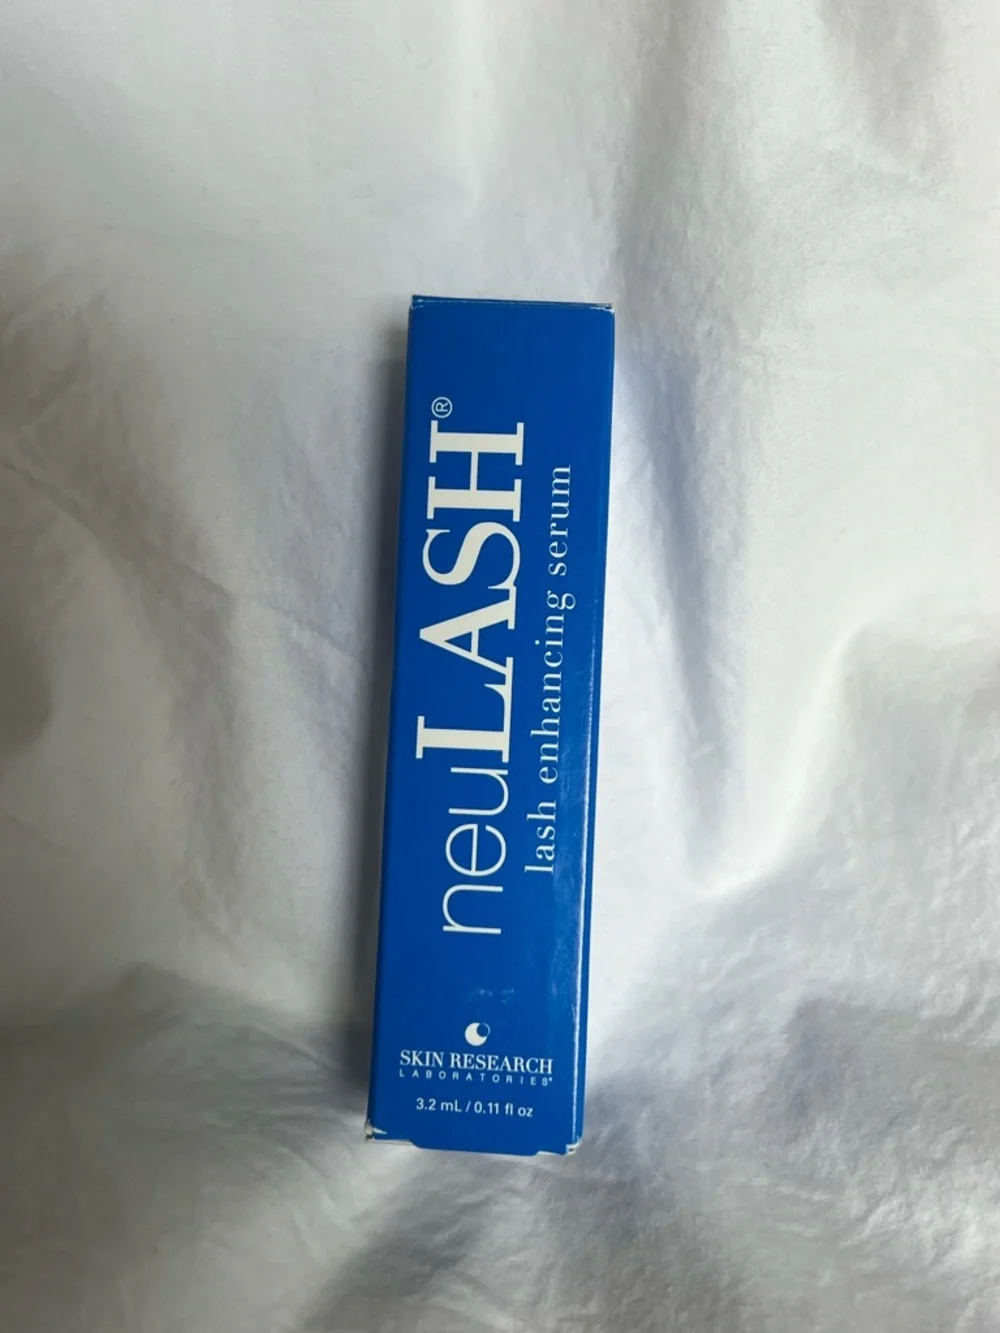 neuLASH®
lash enhancing serum
SKIN RESEARCH
LABORATORIES®
3.2 mL / 0.11 fl oz